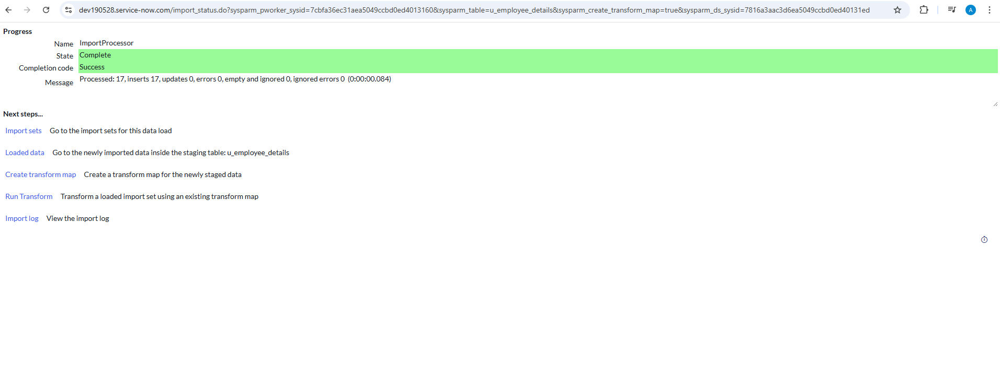 dev190528.service-now.com/import_status.do?sysparm_pworker_sysid=7cbfa36ec31aea5049ccbd0ed4013160&sysparm_table=u_employee_details&sysparm_create_transform_map=true&sysparm_ds_sysid=7816a3aac3d6ea5049ccbd0ed40131ed
A
Progress
Name ImportProcessor
State Complete
Completion code Success
Message Processed: 17, inserts 17, updates 0, errors 0, empty and ignored 0, ignored errors 0 (0:00:00.084)
Next steps...
Import sets Go to the import sets for this data load
Loaded data Go to the newly imported data inside the staging table: u_employee_details
Create transform map Create a transform map for the newly staged data
Run Transform Transform a loaded import set using an existing transform map
Import log View the import log